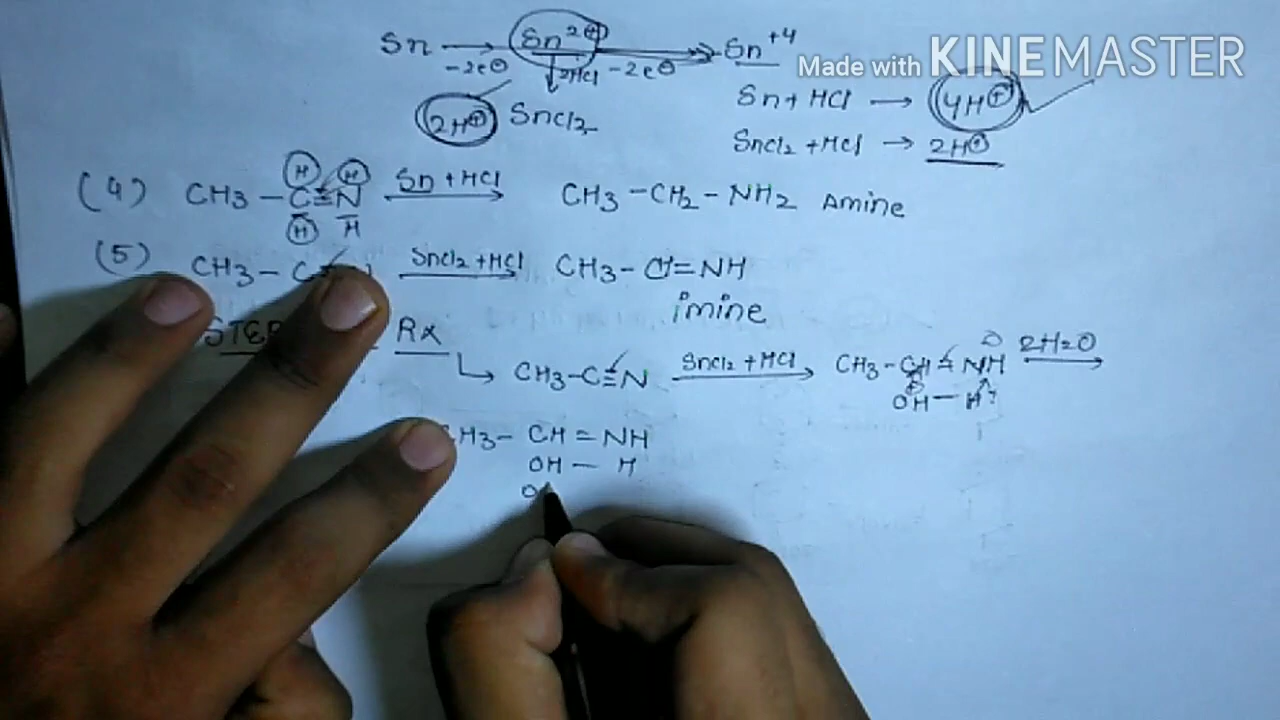 Sn → -2e⊖ Sn²⊕ → -2e⊖ Sn⁺⁴
Made with KINEMASTER
↓2HCl
2H⊕ SnCl2
Sn + HCl → 4H⊕
SnCl2 + HCl → 2H⊕
H H
(4) CH3 - C≡N Sn + HCl → CH3 - CH2 - NH2 Amine
H H
(5) CH3 - C SnCl2 + HCl → CH3 - CH = NH
imine
Rx
CH3 - C≡N SnCl2 + HCl → CH3 - CH = NH 2H2O →
OH - H
H3 - CH = NH
OH - H